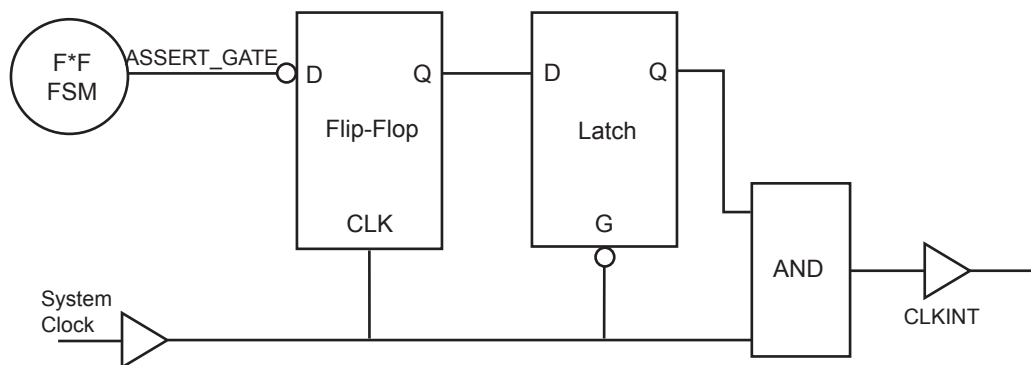 F*F
FSM
ASSERT_GATE
D
Q
Flip-Flop
CLK
D
Q
Latch
G
AND
System
Clock
CLKINT